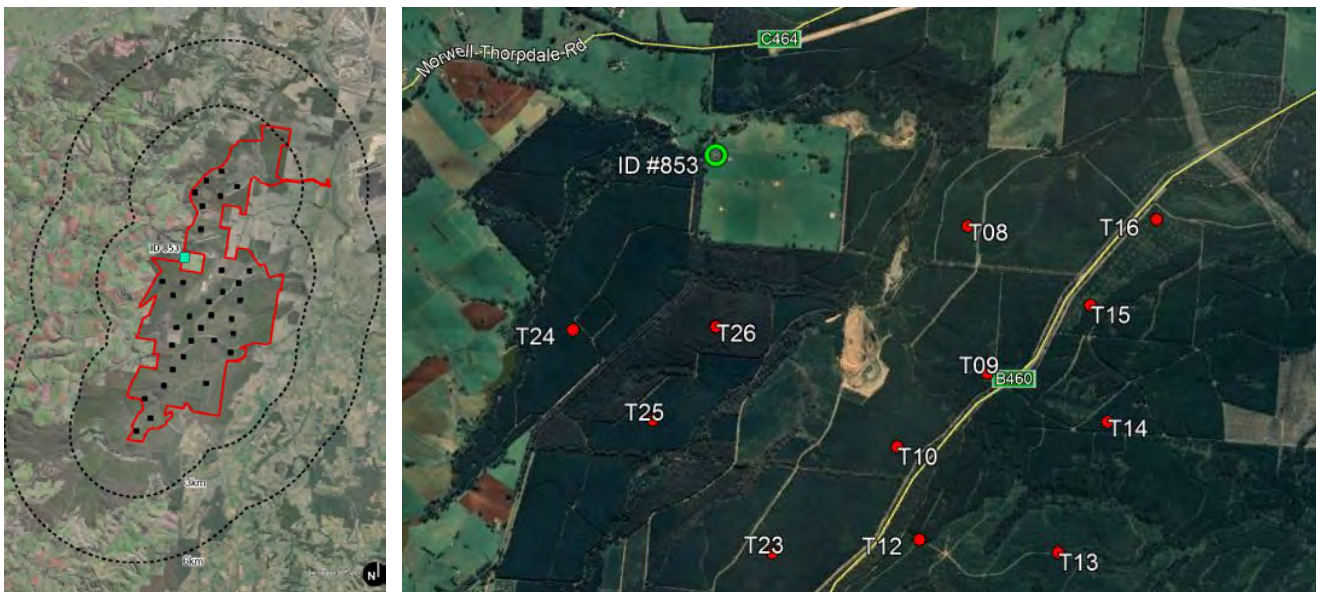 ID 853
3km
6km
N
Morwell-Thorpdale Rd
C464
ID #853
T08
T16
T15
T24
T26
T09
B460
T25
T14
T10
T23
T12
T13